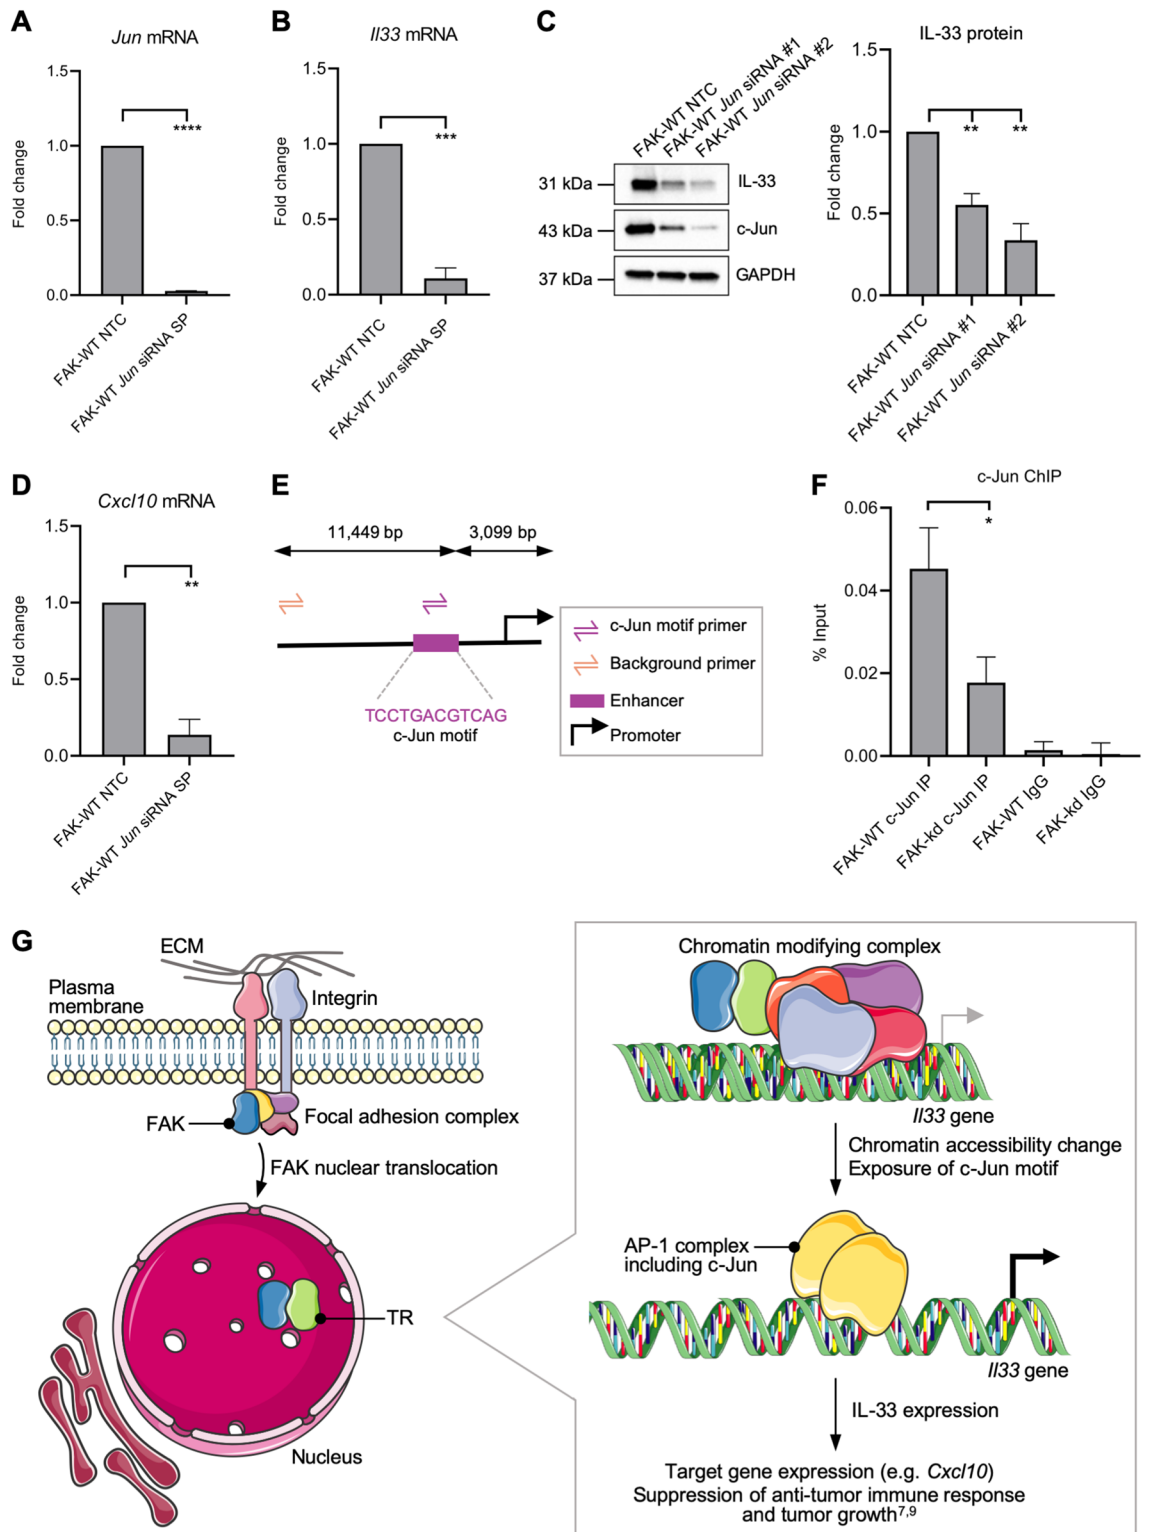 A
Jun mRNA
Fold change
1.5
1.0
0.5
0.0
****
FAK-WT NTC
FAK-WT Jun siRNA SP
B
Il33 mRNA
Fold change
1.5
1.0
0.5
0.0
***
FAK-WT NTC
FAK-WT Jun siRNA SP
C
FAK-WT NTC
FAK-WT Jun siRNA #1
FAK-WT Jun siRNA #2
31 kDa
IL-33
43 kDa
c-Jun
37 kDa
GAPDH
IL-33 protein
Fold change
1.5
1.0
0.5
0.0
** **
FAK-WT NTC
FAK-WT Jun siRNA #1
FAK-WT Jun siRNA #2
D
Cxcl10 mRNA
Fold change
1.5
1.0
0.5
0.0
**
FAK-WT NTC
FAK-WT Jun siRNA SP
E
11,449 bp
3,099 bp
TCCTGACGTCAG
c-Jun motif
c-Jun motif primer
Background primer
Enhancer
Promoter
F
c-Jun ChIP
% Input
0.06
0.04
0.02
0.00
*
FAK-WT c-Jun IP
FAK-kd c-Jun IP
FAK-WT IgG
FAK-kd IgG
G
ECM
Plasma
membrane
Integrin
FAK
Focal adhesion complex
FAK nuclear translocation
TR
Nucleus
Chromatin modifying complex
Il33 gene
Chromatin accessibility change
Exposure of c-Jun motif
AP-1 complex
including c-Jun
Il33 gene
IL-33 expression
Target gene expression (e.g. Cxcl10)
Suppression of anti-tumor immune response
and tumor growth⁷,⁹